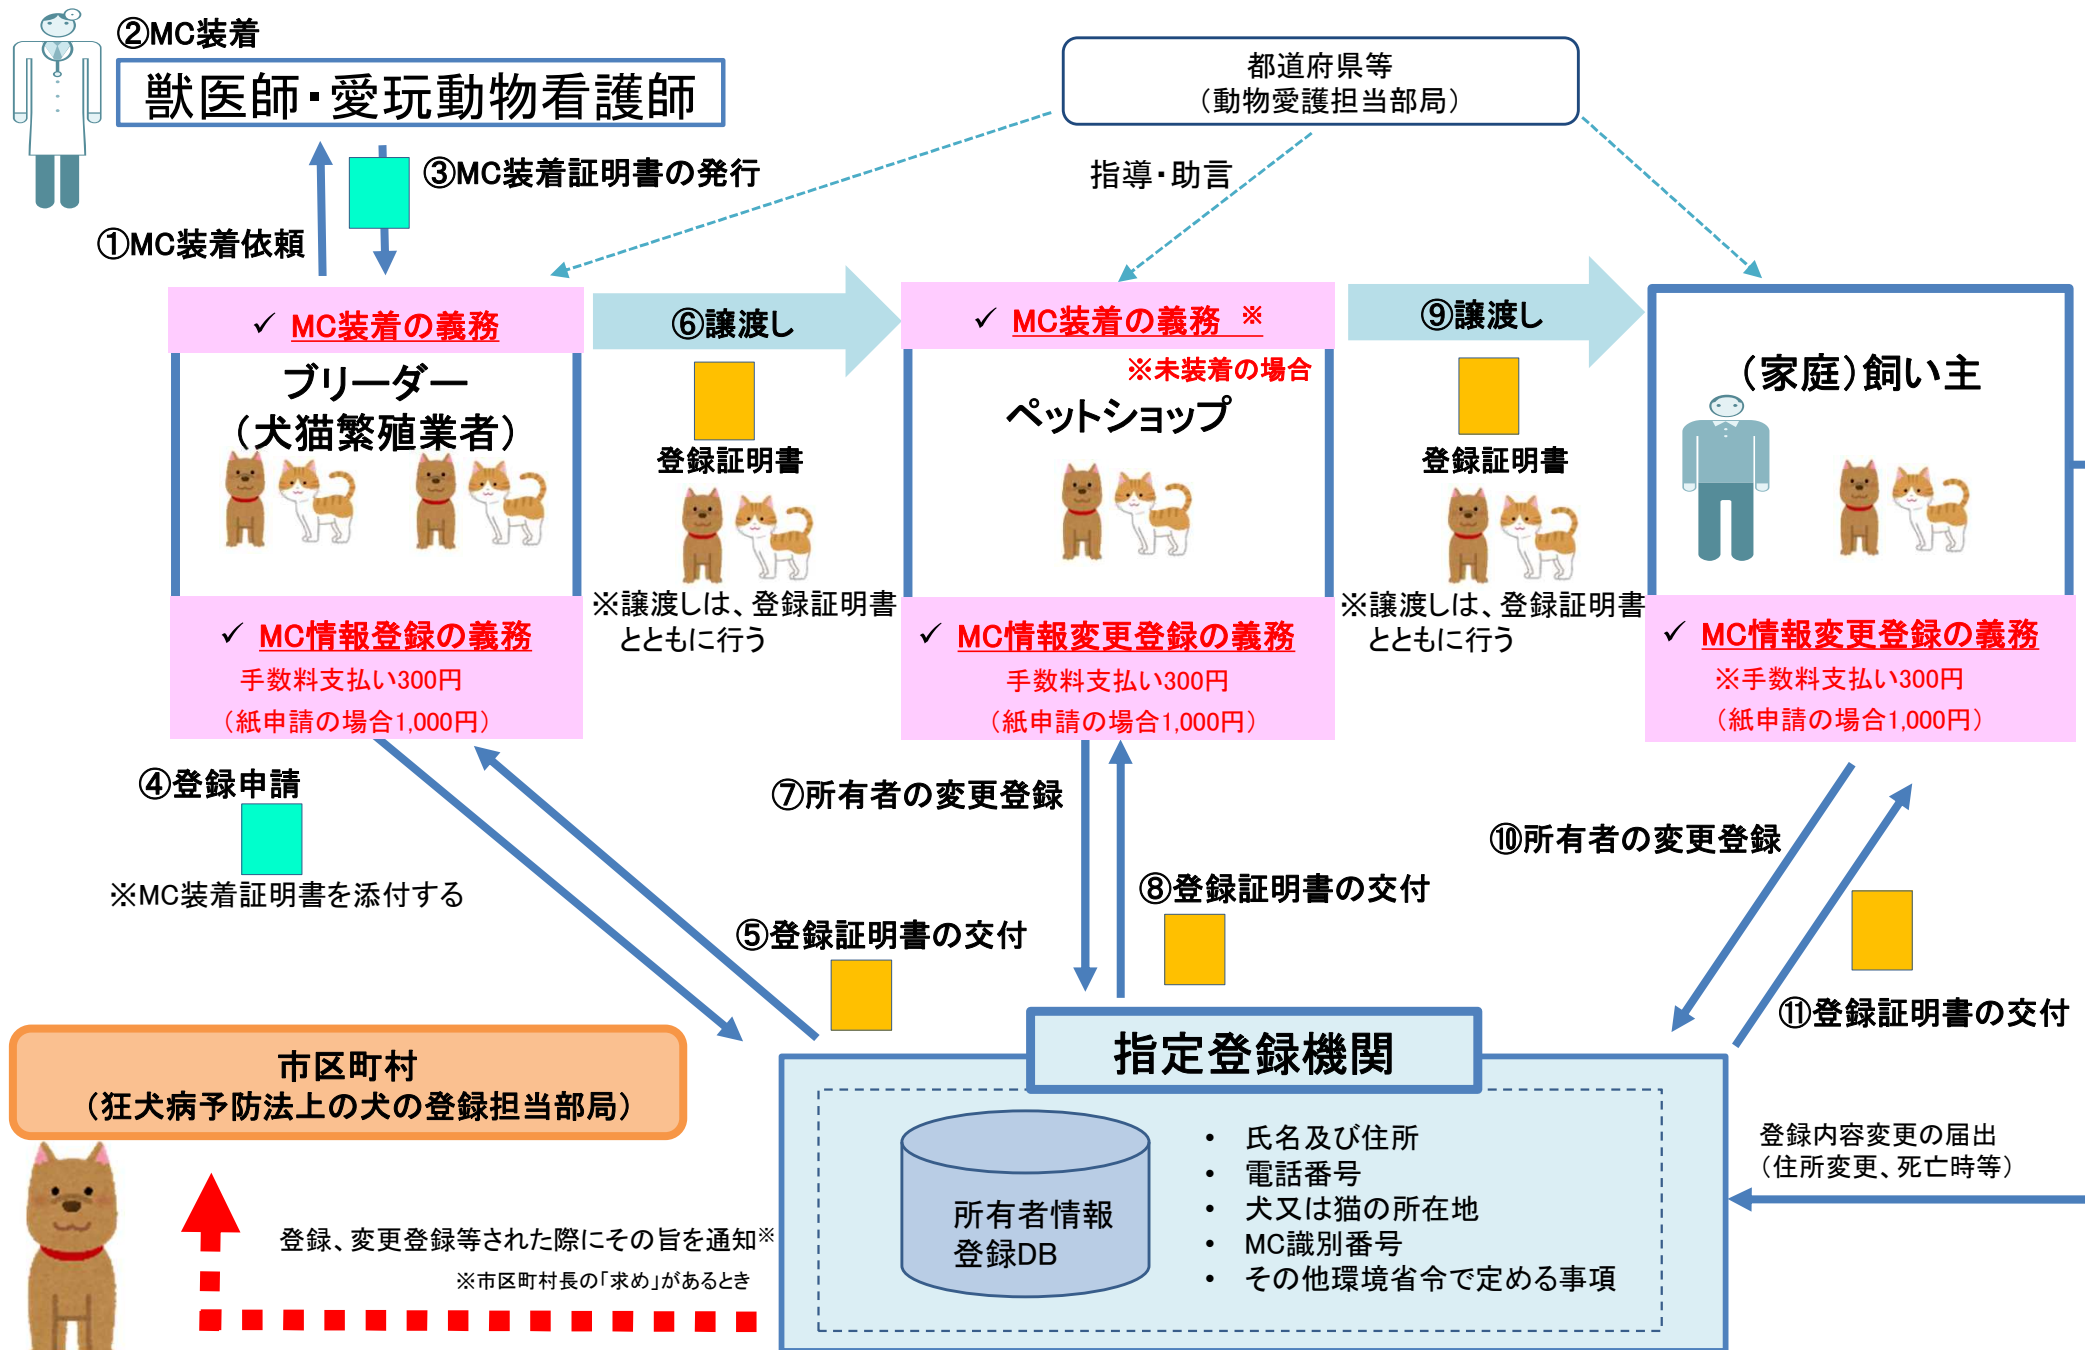 ②MC装着
獣医師・愛玩動物看護師
③MC装着証明書の発行
①MC装着依頼
都道府県等
（動物愛護担当部局）
指導・助言
✓ MC装着の義務
ブリーダー
（犬猫繁殖業者）
✓ MC情報登録の義務
手数料支払い300円
（紙申請の場合1,000円）
⑥譲渡し
登録証明書
※譲渡しは、登録証明書
とともに行う
✓ MC装着の義務 ※
※未装着の場合
ペットショップ
✓ MC情報変更登録の義務
手数料支払い300円
（紙申請の場合1,000円）
⑨譲渡し
登録証明書
※譲渡しは、登録証明書
とともに行う
（家庭）飼い主
✓ MC情報変更登録の義務
※手数料支払い300円
（紙申請の場合1,000円）
④登録申請
※MC装着証明書を添付する
⑤登録証明書の交付
⑦所有者の変更登録
⑧登録証明書の交付
⑩所有者の変更登録
⑪登録証明書の交付
市区町村
（狂犬病予防法上の犬の登録担当部局）
登録、変更登録等された際にその旨を通知※
※市区町村長の「求め」があるとき
指定登録機関
所有者情報
登録DB
• 氏名及び住所
• 電話番号
• 犬又は猫の所在地
• MC識別番号
• その他環境省令で定める事項
登録内容変更の届出
（住所変更、死亡時等）